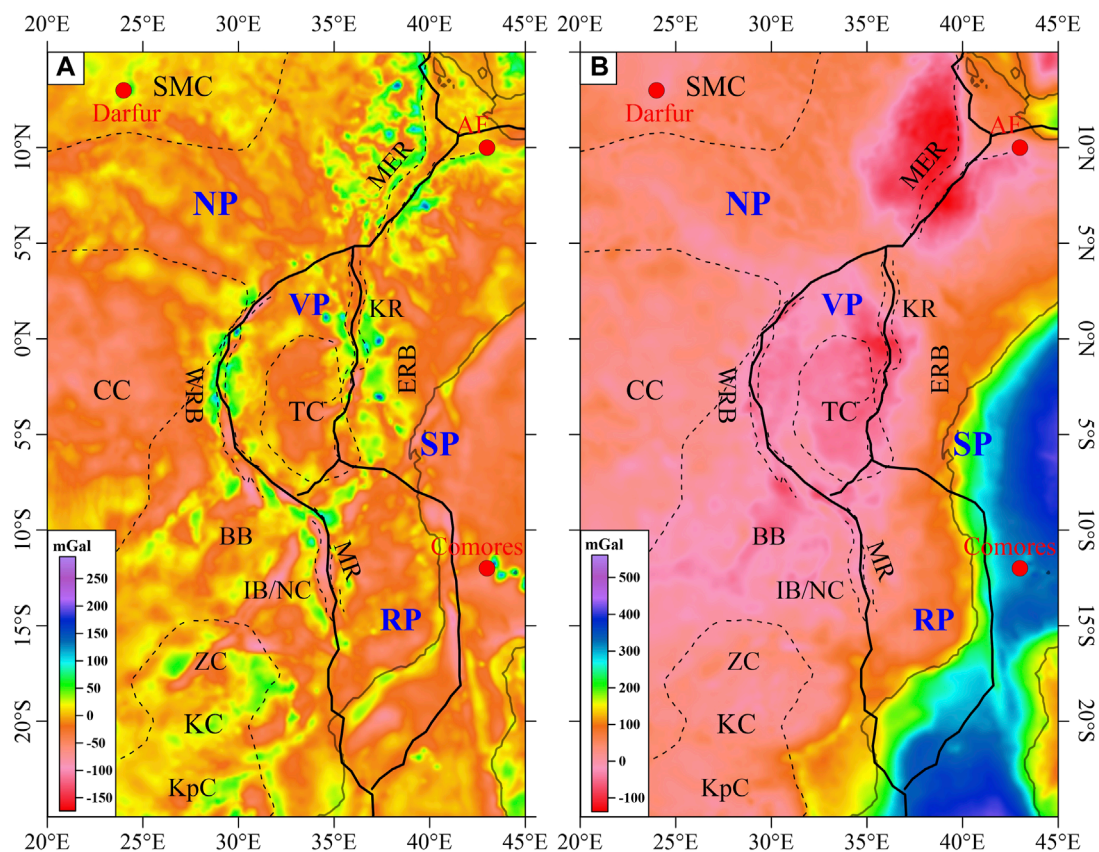 20°E 25°E 30°E 35°E 40°E 45°E 20°E 25°E 30°E 35°E 40°E 45°E
A
SMC
Darfur
AF
10°N
MER
NP
5°N
VP
KR
0°N
CC
WRB
ERB
TC
5°S
SP
10°S
BB
Comores
MR
IB/NC
RP
15°S
ZC
KC
20°S
KpC
mGal
250
200
150
100
50
0
-50
-100
-150
B
SMC
Darfur
AF
10°N
MER
NP
5°N
VP
KR
0°N
CC
WRB
ERB
TC
5°S
SP
10°S
BB
Comores
MR
IB/NC
RP
15°S
ZC
KC
20°S
KpC
mGal
500
400
300
200
100
0
-100
20°E 25°E 30°E 35°E 40°E 45°E 20°E 25°E 30°E 35°E 40°E 45°E